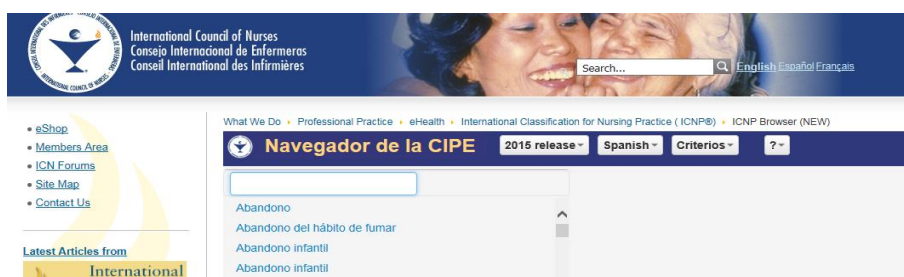 International Council of Nurses
Consejo Internacional de Enfermeras
Conseil International des Infirmières
Search...
English Español Français
What We Do Professional Practice eHealth International Classification for Nursing Practice ( ICNP®) ICNP Browser (NEW)
eShop
Members Area
ICN Forums
Site Map
Contact Us
Navegador de la CIPE 2015 release Spanish Criterios ?
Abandono
Abandono del hábito de fumar
Abandono infantil
Abandono infantil
Latest Articles from
International